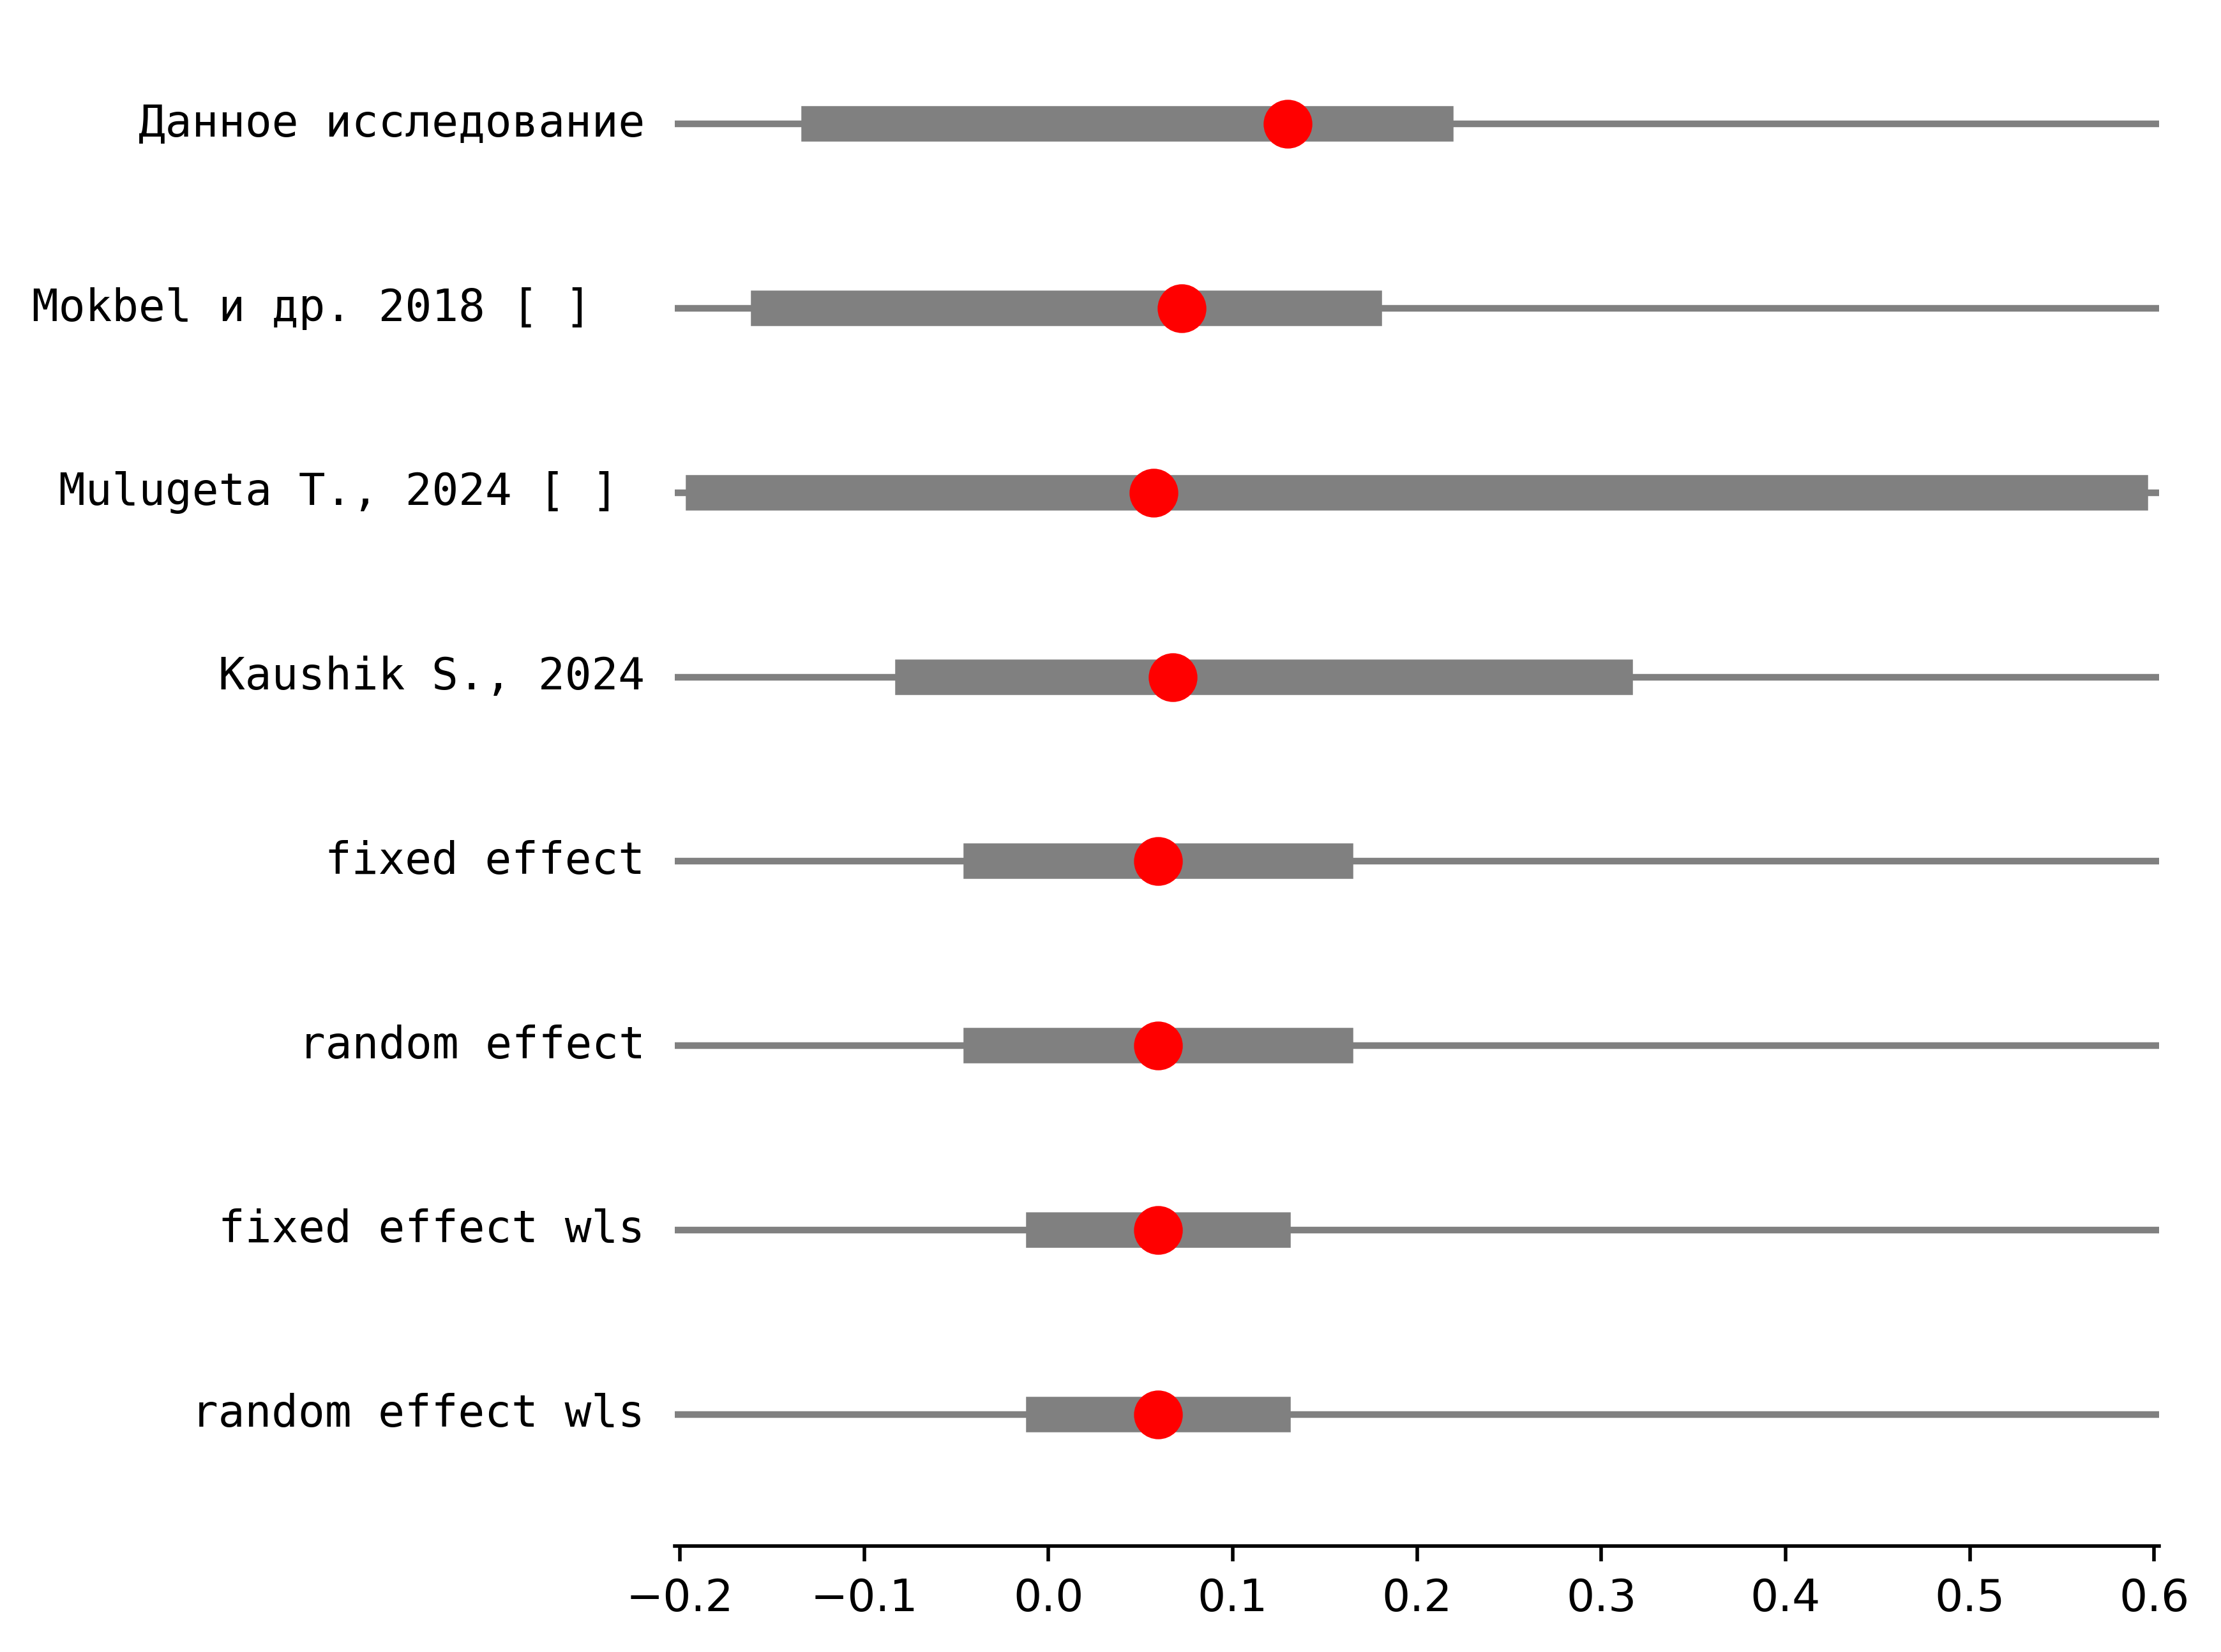 Данное исследование
Mokbel и др. 2018 [ ]
Mulugeta T., 2024 [ ]
Kaushik S., 2024
fixed effect
random effect
fixed effect wls
random effect wls
−0.2 −0.1 0.0 0.1 0.2 0.3 0.4 0.5 0.6